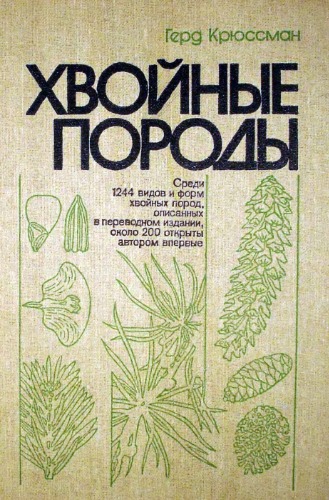 Герд Крюссман
ХВОЙНЫЕ
ПОРОДЫ
Среди
1244 видов и форм
хвойных пород,
описанных
в переводном издании,
около 200 открыты
автором впервые